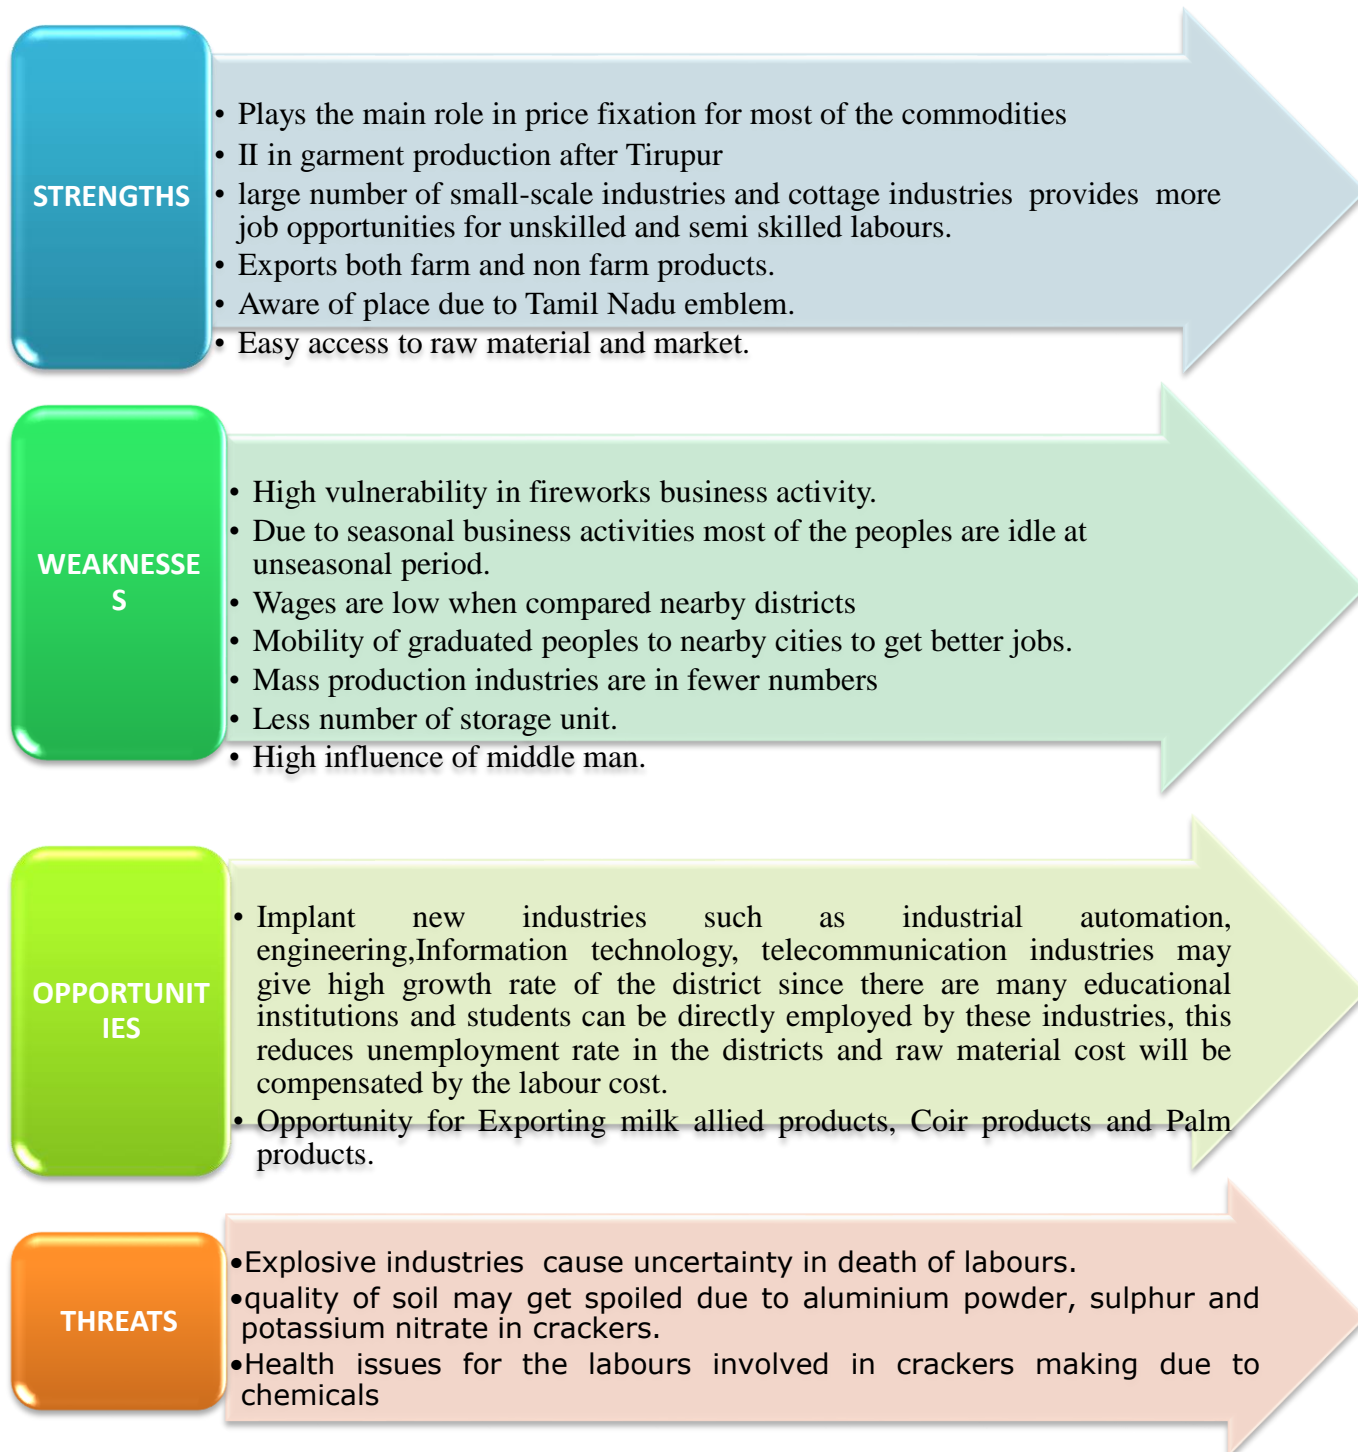 STRENGTHS
• Plays the main role in price fixation for most of the commodities
• II in garment production after Tirupur
• large number of small-scale industries and cottage industries provides more
job opportunities for unskilled and semi skilled labours.
• Exports both farm and non farm products.
• Aware of place due to Tamil Nadu emblem.
• Easy access to raw material and market.
WEAKNESSE
S
• High vulnerability in fireworks business activity.
• Due to seasonal business activities most of the peoples are idle at
unseasonal period.
• Wages are low when compared nearby districts
• Mobility of graduated peoples to nearby cities to get better jobs.
• Mass production industries are in fewer numbers
• Less number of storage unit.
• High influence of middle man.
OPPORTUNIT
IES
• Implant new industries such as industrial automation,
engineering,Information technology, telecommunication industries may
give high growth rate of the district since there are many educational
institutions and students can be directly employed by these industries, this
reduces unemployment rate in the districts and raw material cost will be
compensated by the labour cost.
• Opportunity for Exporting milk allied products, Coir products and Palm
products.
THREATS
•Explosive industries cause uncertainty in death of labours.
•quality of soil may get spoiled due to aluminium powder, sulphur and
potassium nitrate in crackers.
•Health issues for the labours involved in crackers making due to
chemicals